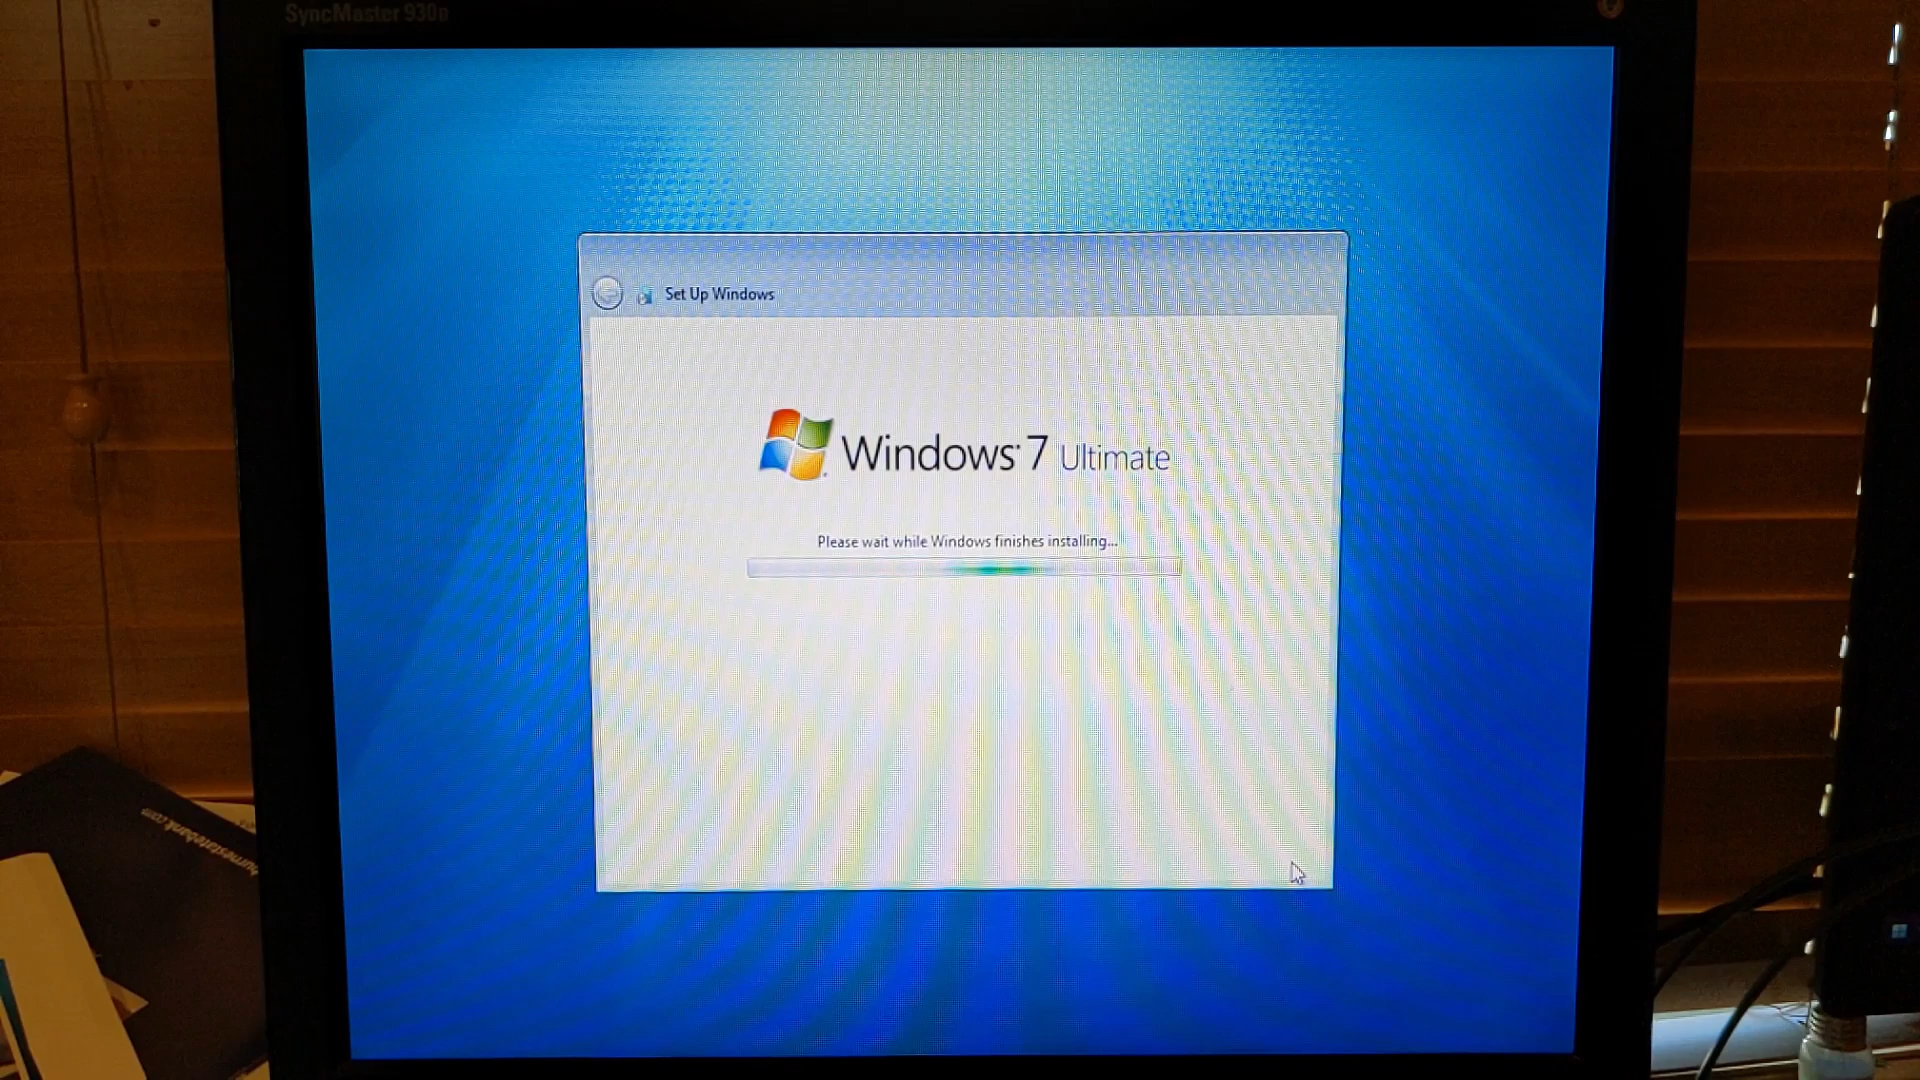 SyncMaster 930B
Set Up Windows
Windows 7 Ultimate
Please wait while Windows finishes installing...